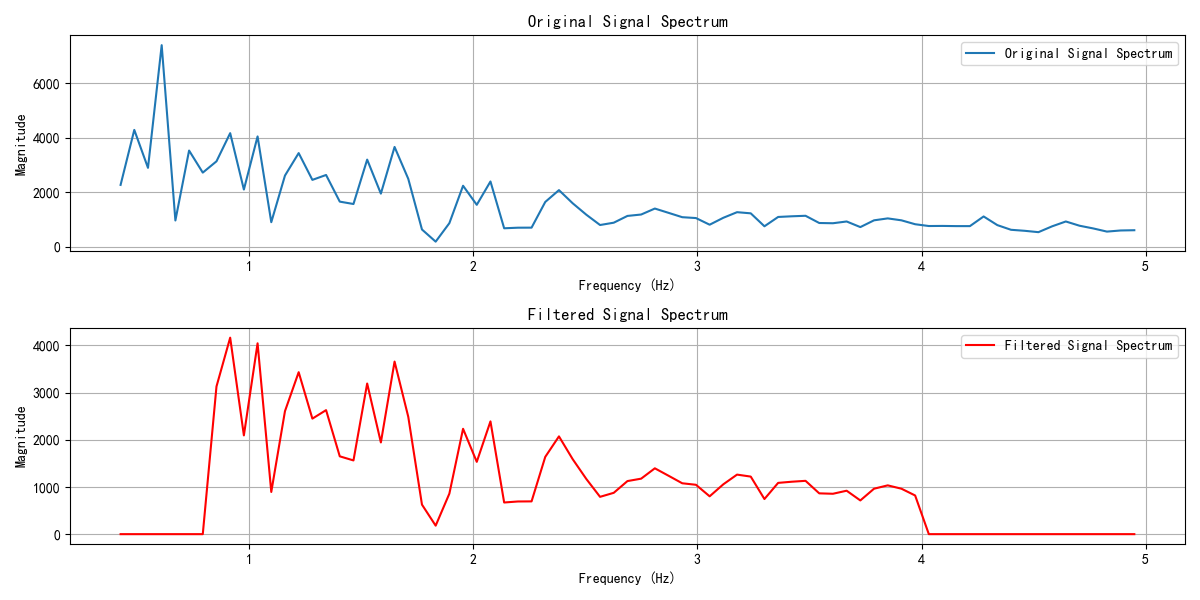 Original Signal Spectrum
Original Signal Spectrum
6000
4000
2000
0
Magnitude
1 2 3 4 5
Frequency (Hz)
Filtered Signal Spectrum
Filtered Signal Spectrum
4000
3000
2000
1000
0
Magnitude
1 2 3 4 5
Frequency (Hz)